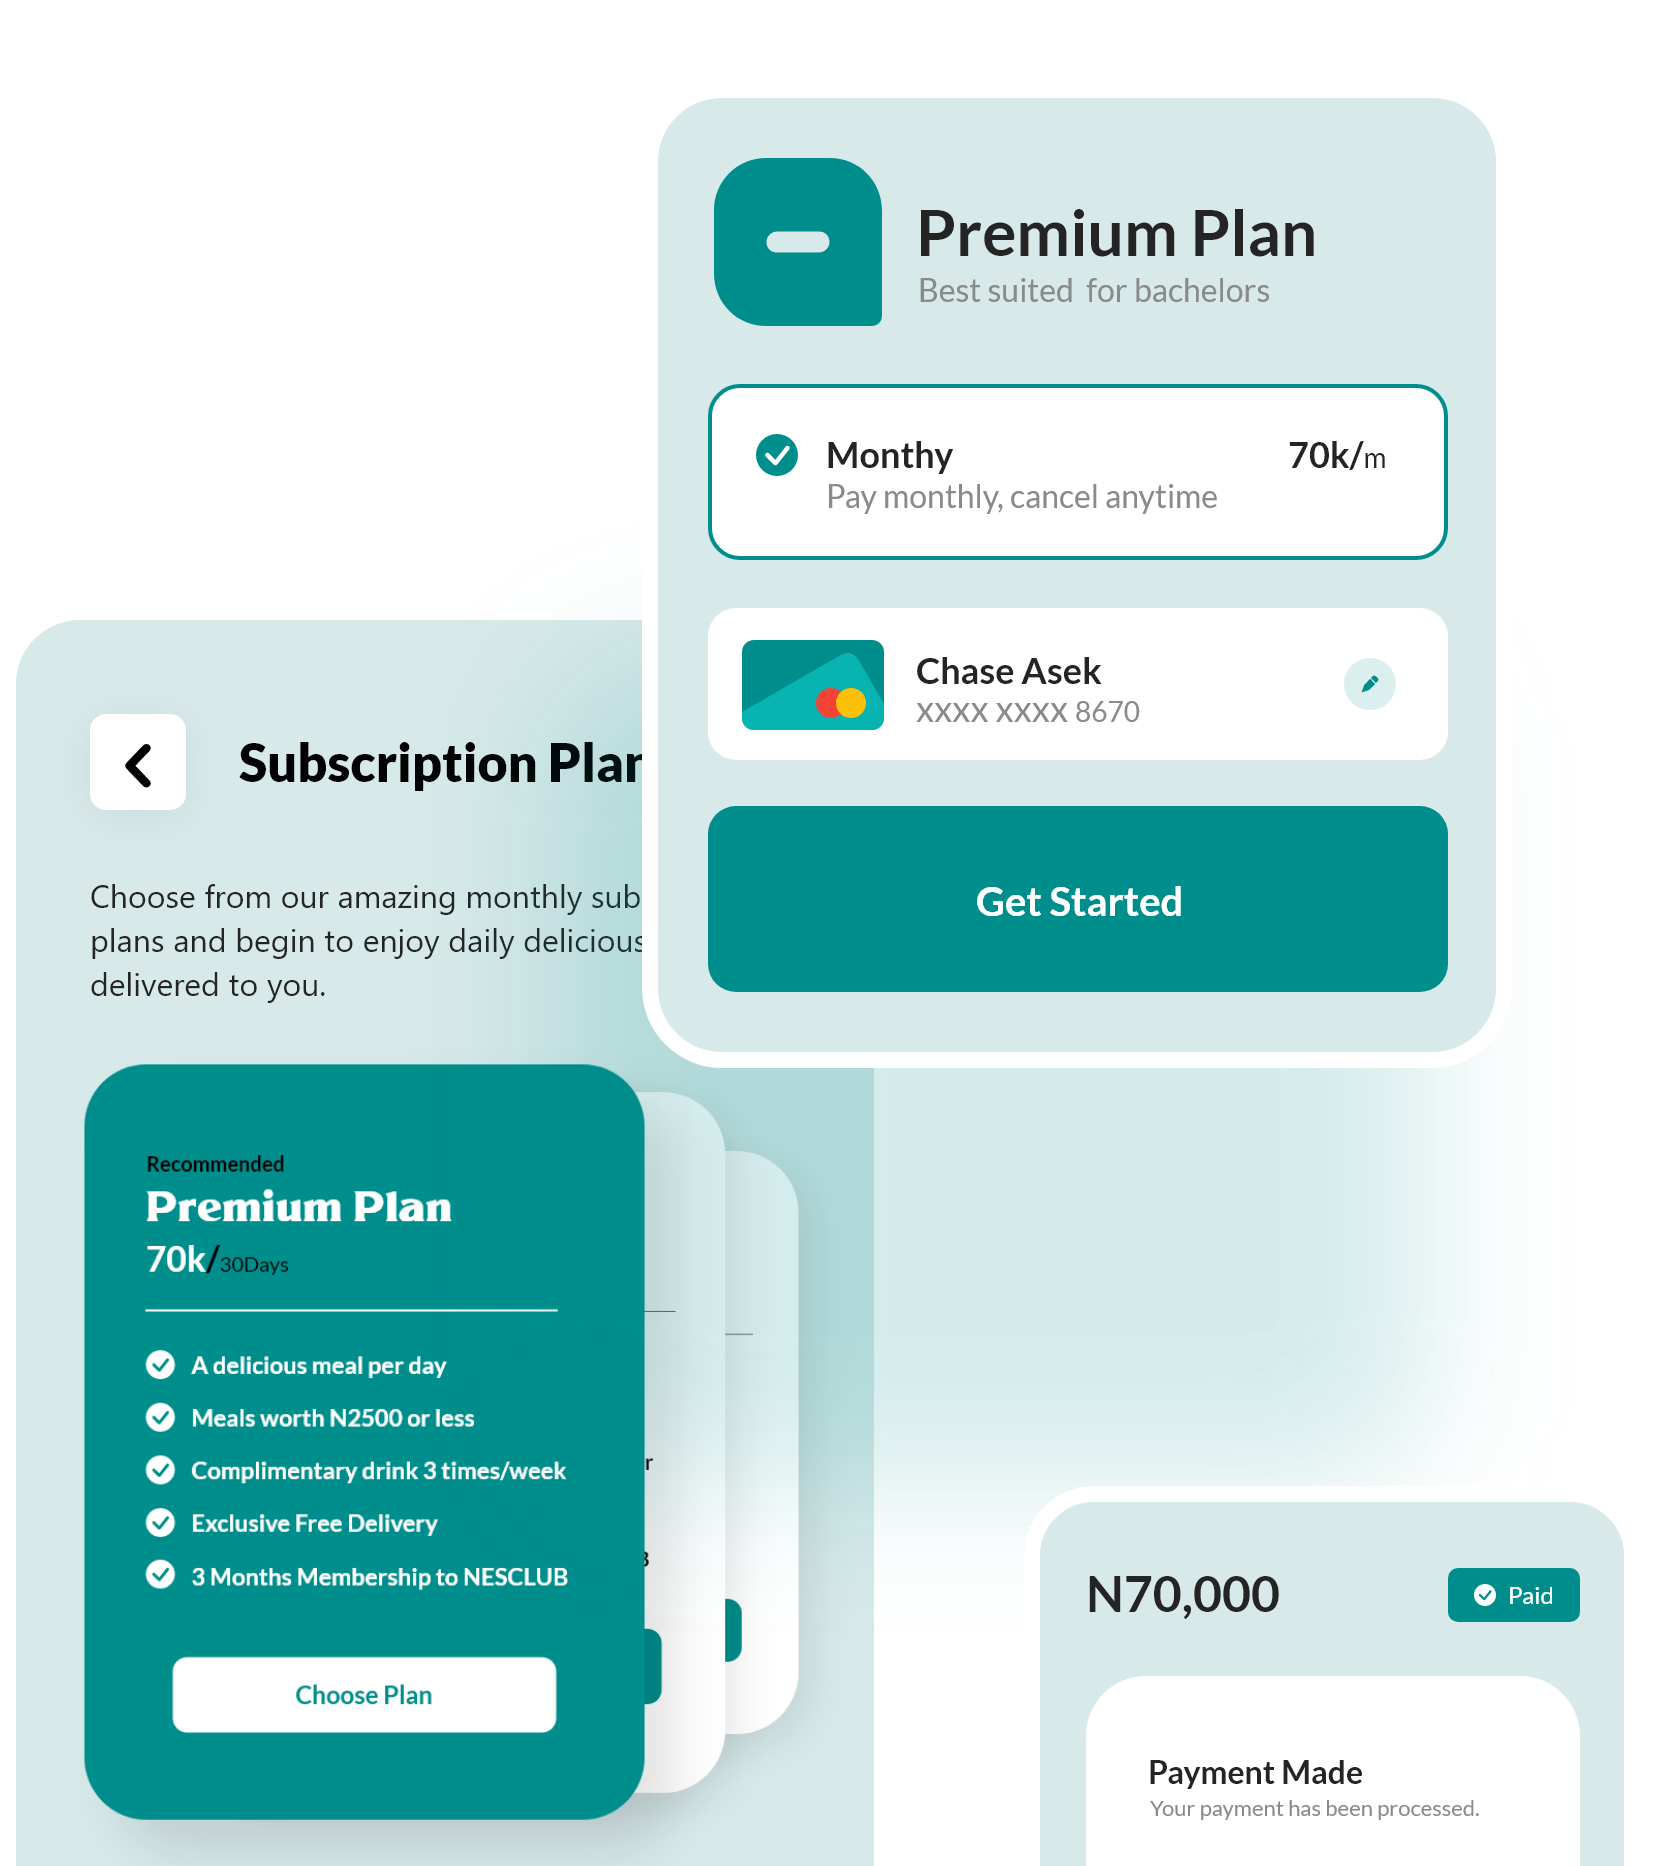 Premium Plan
Best suited for bachelors
Monthy
70k/m
Pay monthly, cancel anytime
Chase Asek
XXXX XXXX 8670
Get Started
Subscription Plan
Choose from our amazing monthly sub
plans and begin to enjoy daily delicious
delivered to you.
Recommended
Premium Plan
70k/30Days
A delicious meal per day
Meals worth N2500 or less
Complimentary drink 3 times/week
Exclusive Free Delivery
3 Months Membership to NESCLUB
Choose Plan
N70,000
Paid
Payment Made
Your payment has been processed.